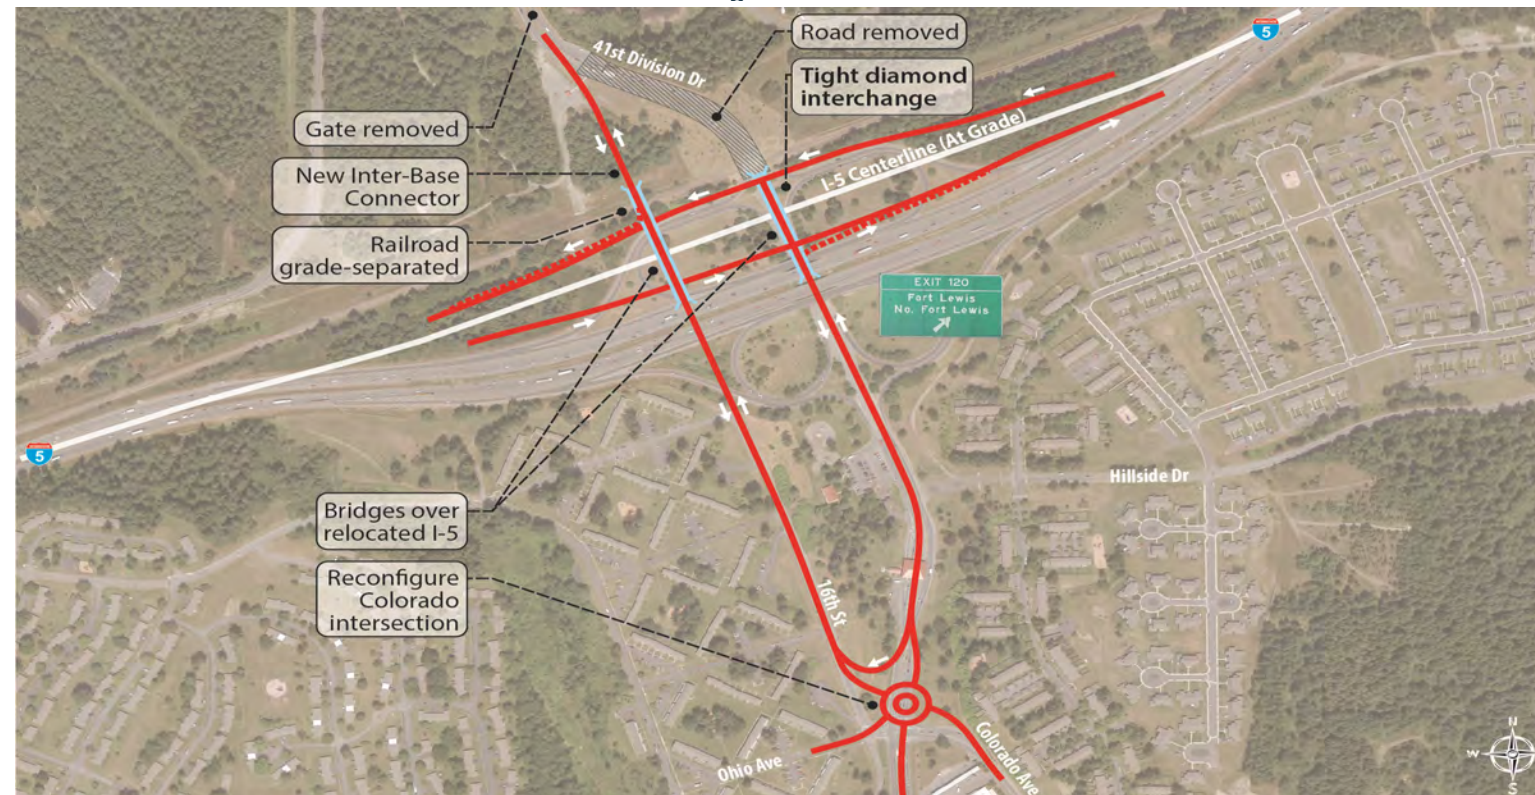 Road removed
41st Division Dr
5
Tight diamond
interchange
Gate removed
I-5 Centerline (At Grade)
New Inter-Base
Connector
Railroad
grade-separated
EXIT 120
Fort Lewis
No. Fort Lewis
5
Hillside Dr
Bridges over
relocated I-5
Reconfigure
Colorado
intersection
16th St
Colorado Ave
Ohio Ave
N
W
S